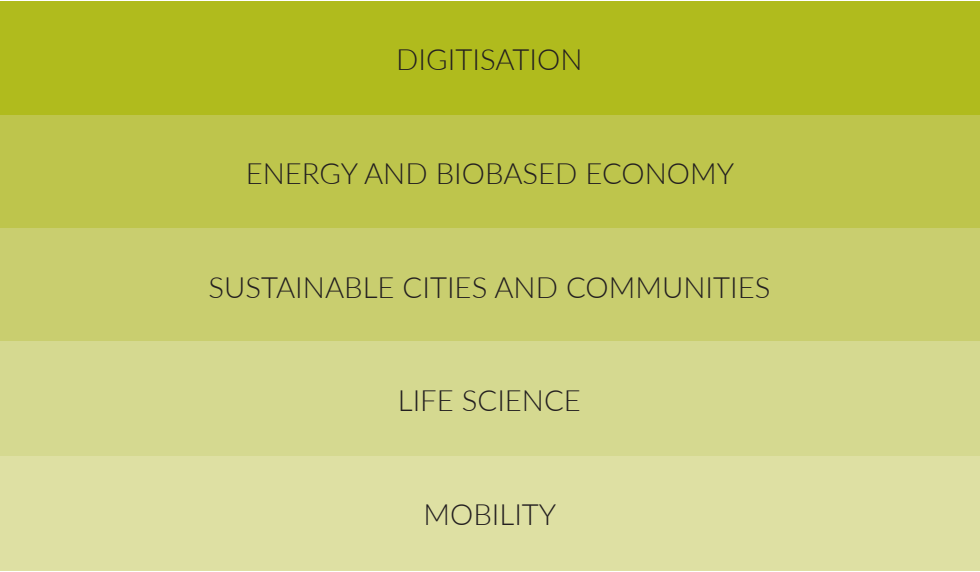 DIGITISATION
ENERGY AND BIOBASED ECONOMY
SUSTAINABLE CITIES AND COMMUNITIES
LIFE SCIENCE
MOBILITY